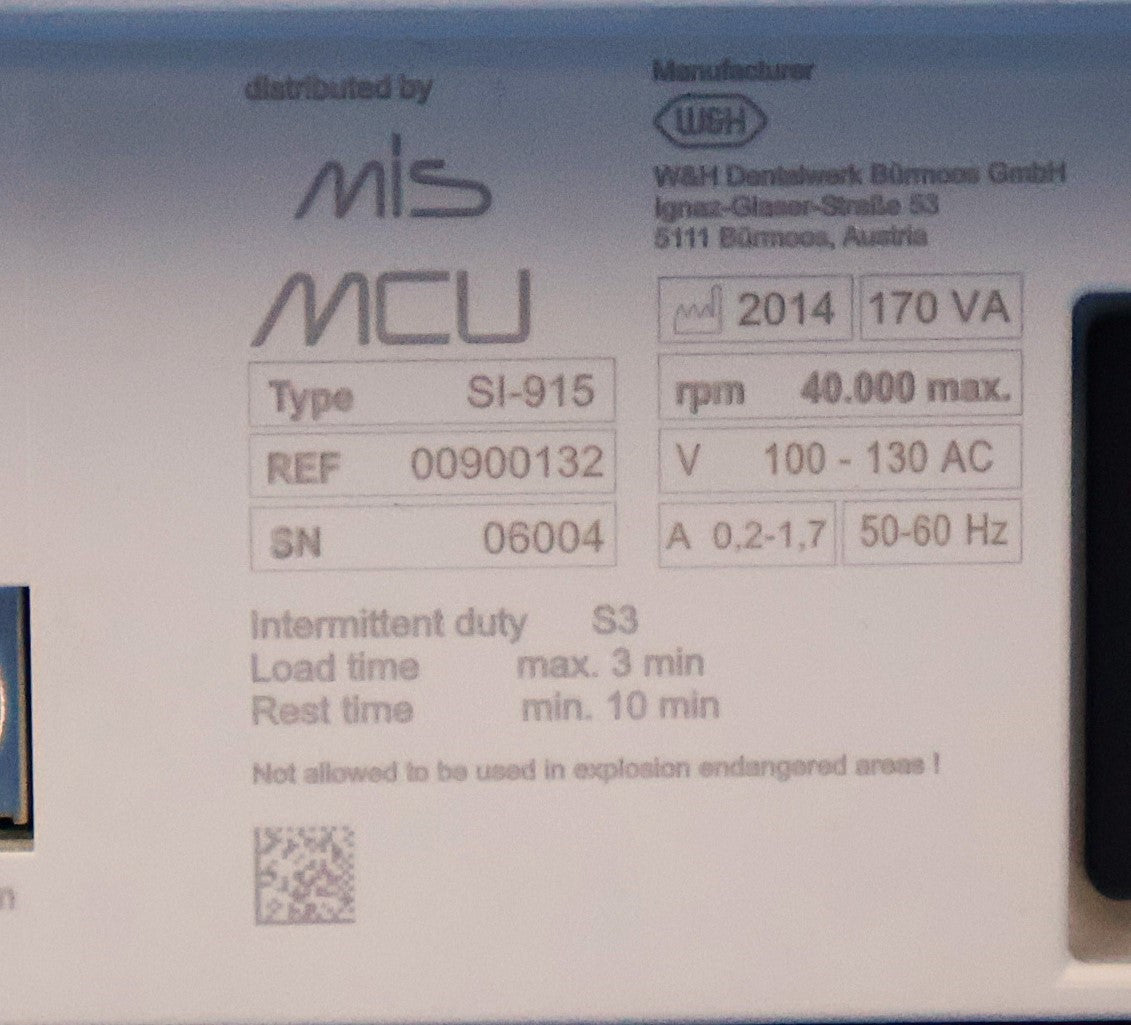 distributed by
mis
MCU
Type SI-915
REF 00900132
SN 06004
Manufacturer
W&H
W&H Dentalwerk Bürmoos GmbH
Ignaz-Glaser-Straße 53
5111 Bürmoos, Austria
2014 170 VA
rpm 40.000 max.
V 100 - 130 AC
A 0,2-1,7 50-60 Hz
Intermittent duty S3
Load time max. 3 min
Rest time min. 10 min
Not allowed to be used in explosion endangered areas !